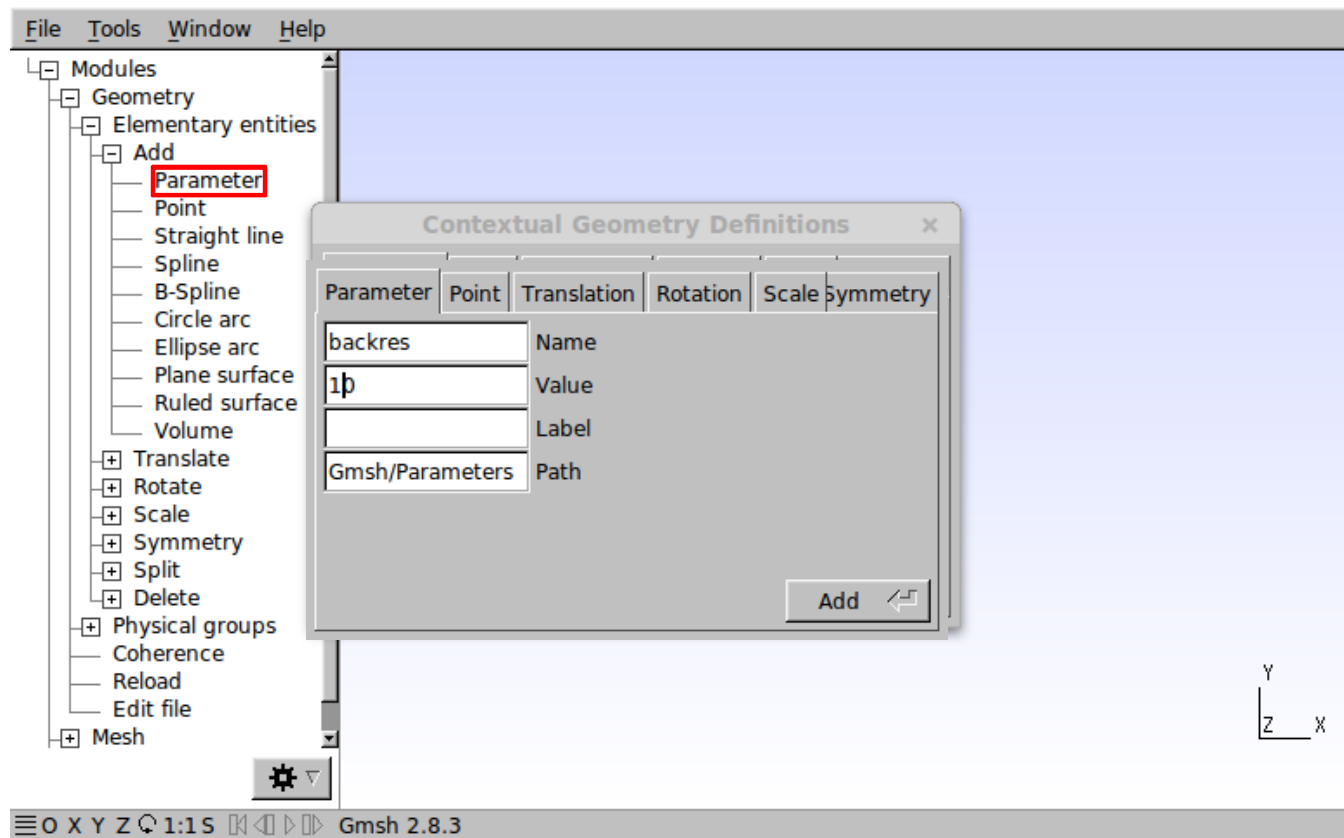 File Tools Window Help
Modules
Geometry
Elementary entities
Add
Parameter
Point
Straight line
Spline
B-Spline
Circle arc
Ellipse arc
Plane surface
Ruled surface
Volume
Translate
Rotate
Scale
Symmetry
Split
Delete
Physical groups
Coherence
Reload
Edit file
Mesh
Contextual Geometry Definitions
Parameter Point Translation Rotation Scale Symmetry
backres Name
10 Value
Label
Gmsh/Parameters Path
Add
Y
Z X
O X Y Z 1:1 S Gmsh 2.8.3